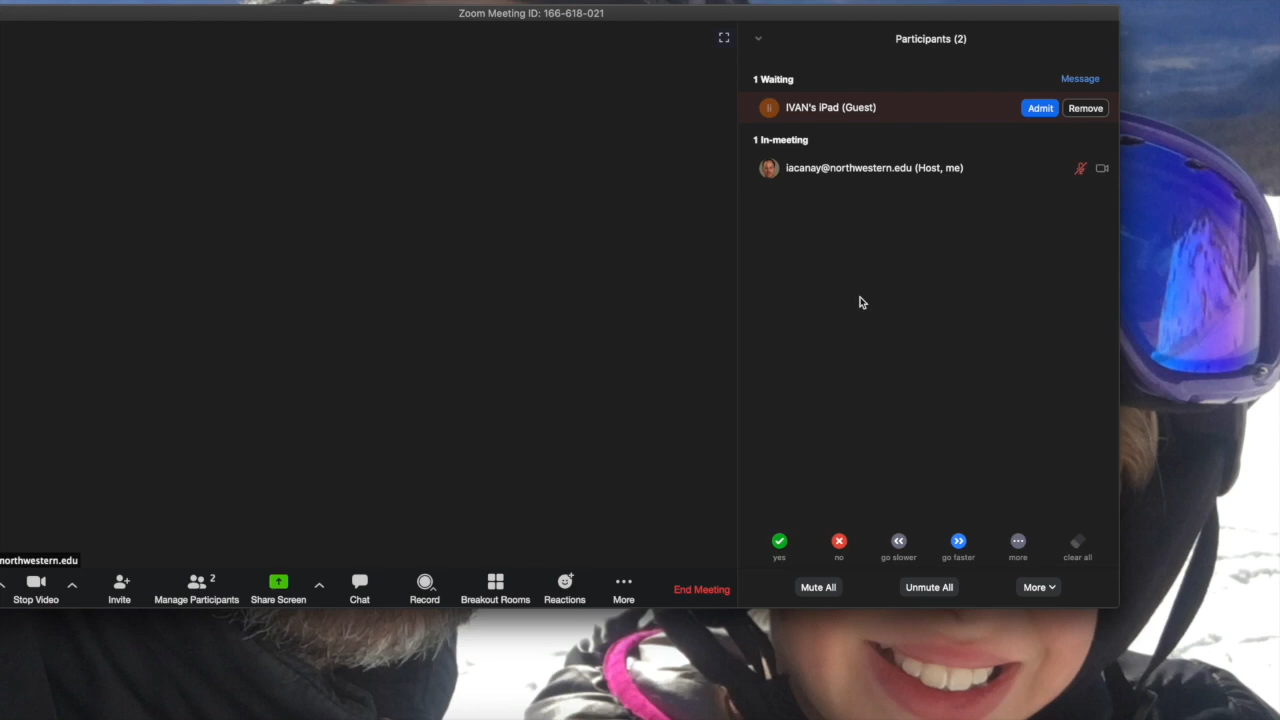 Zoom Meeting ID: 166-618-021
Participants (2)
1 Waiting
Message
IVAN's iPad (Guest)
Admit
Remove
1 In-meeting
iacanay@northwestern.edu (Host, me)
yes
no
go slower
go faster
more
clear all
Mute All
Unmute All
More
northwestern.edu
Stop Video
Invite
2
Manage Participants
Share Screen
Chat
Record
Breakout Rooms
Reactions
More
End Meeting